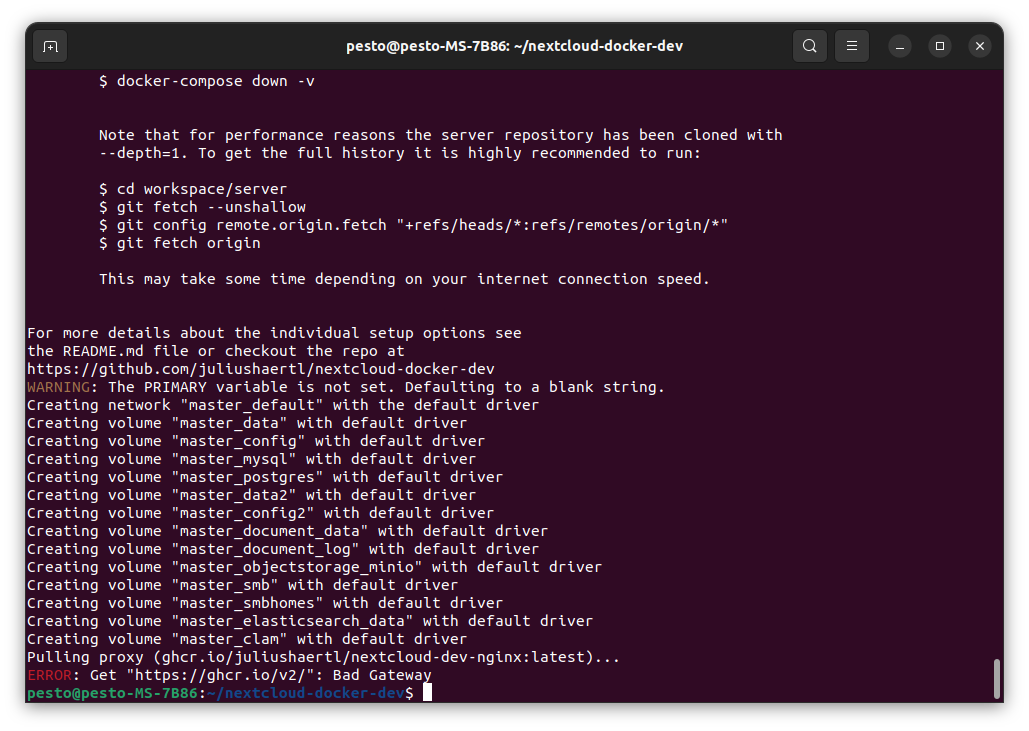 pesto@pesto-MS-7B86: ~/nextcloud-docker-dev
$ docker-compose down -v
Note that for performance reasons the server repository has been cloned with
--depth=1. To get the full history it is highly recommended to run:
$ cd workspace/server
$ git fetch --unshallow
$ git config remote.origin.fetch "+refs/heads/*:refs/remotes/origin/*"
$ git fetch origin
This may take some time depending on your internet connection speed.
For more details about the individual setup options see
the README.md file or checkout the repo at
https://github.com/juliushaertl/nextcloud-docker-dev
WARNING: The PRIMARY variable is not set. Defaulting to a blank string.
Creating network "master_default" with the default driver
Creating volume "master_data" with default driver
Creating volume "master_config" with default driver
Creating volume "master_mysql" with default driver
Creating volume "master_postgres" with default driver
Creating volume "master_data2" with default driver
Creating volume "master_config2" with default driver
Creating volume "master_document_data" with default driver
Creating volume "master_document_log" with default driver
Creating volume "master_objectstorage_minio" with default driver
Creating volume "master_smb" with default driver
Creating volume "master_smbhomes" with default driver
Creating volume "master_elasticsearch_data" with default driver
Creating volume "master_clam" with default driver
Pulling proxy (ghcr.io/juliushaertl/nextcloud-dev-nginx:latest)...
ERROR: Get "https://ghcr.io/v2/": Bad Gateway
pesto@pesto-MS-7B86:~/nextcloud-docker-dev$